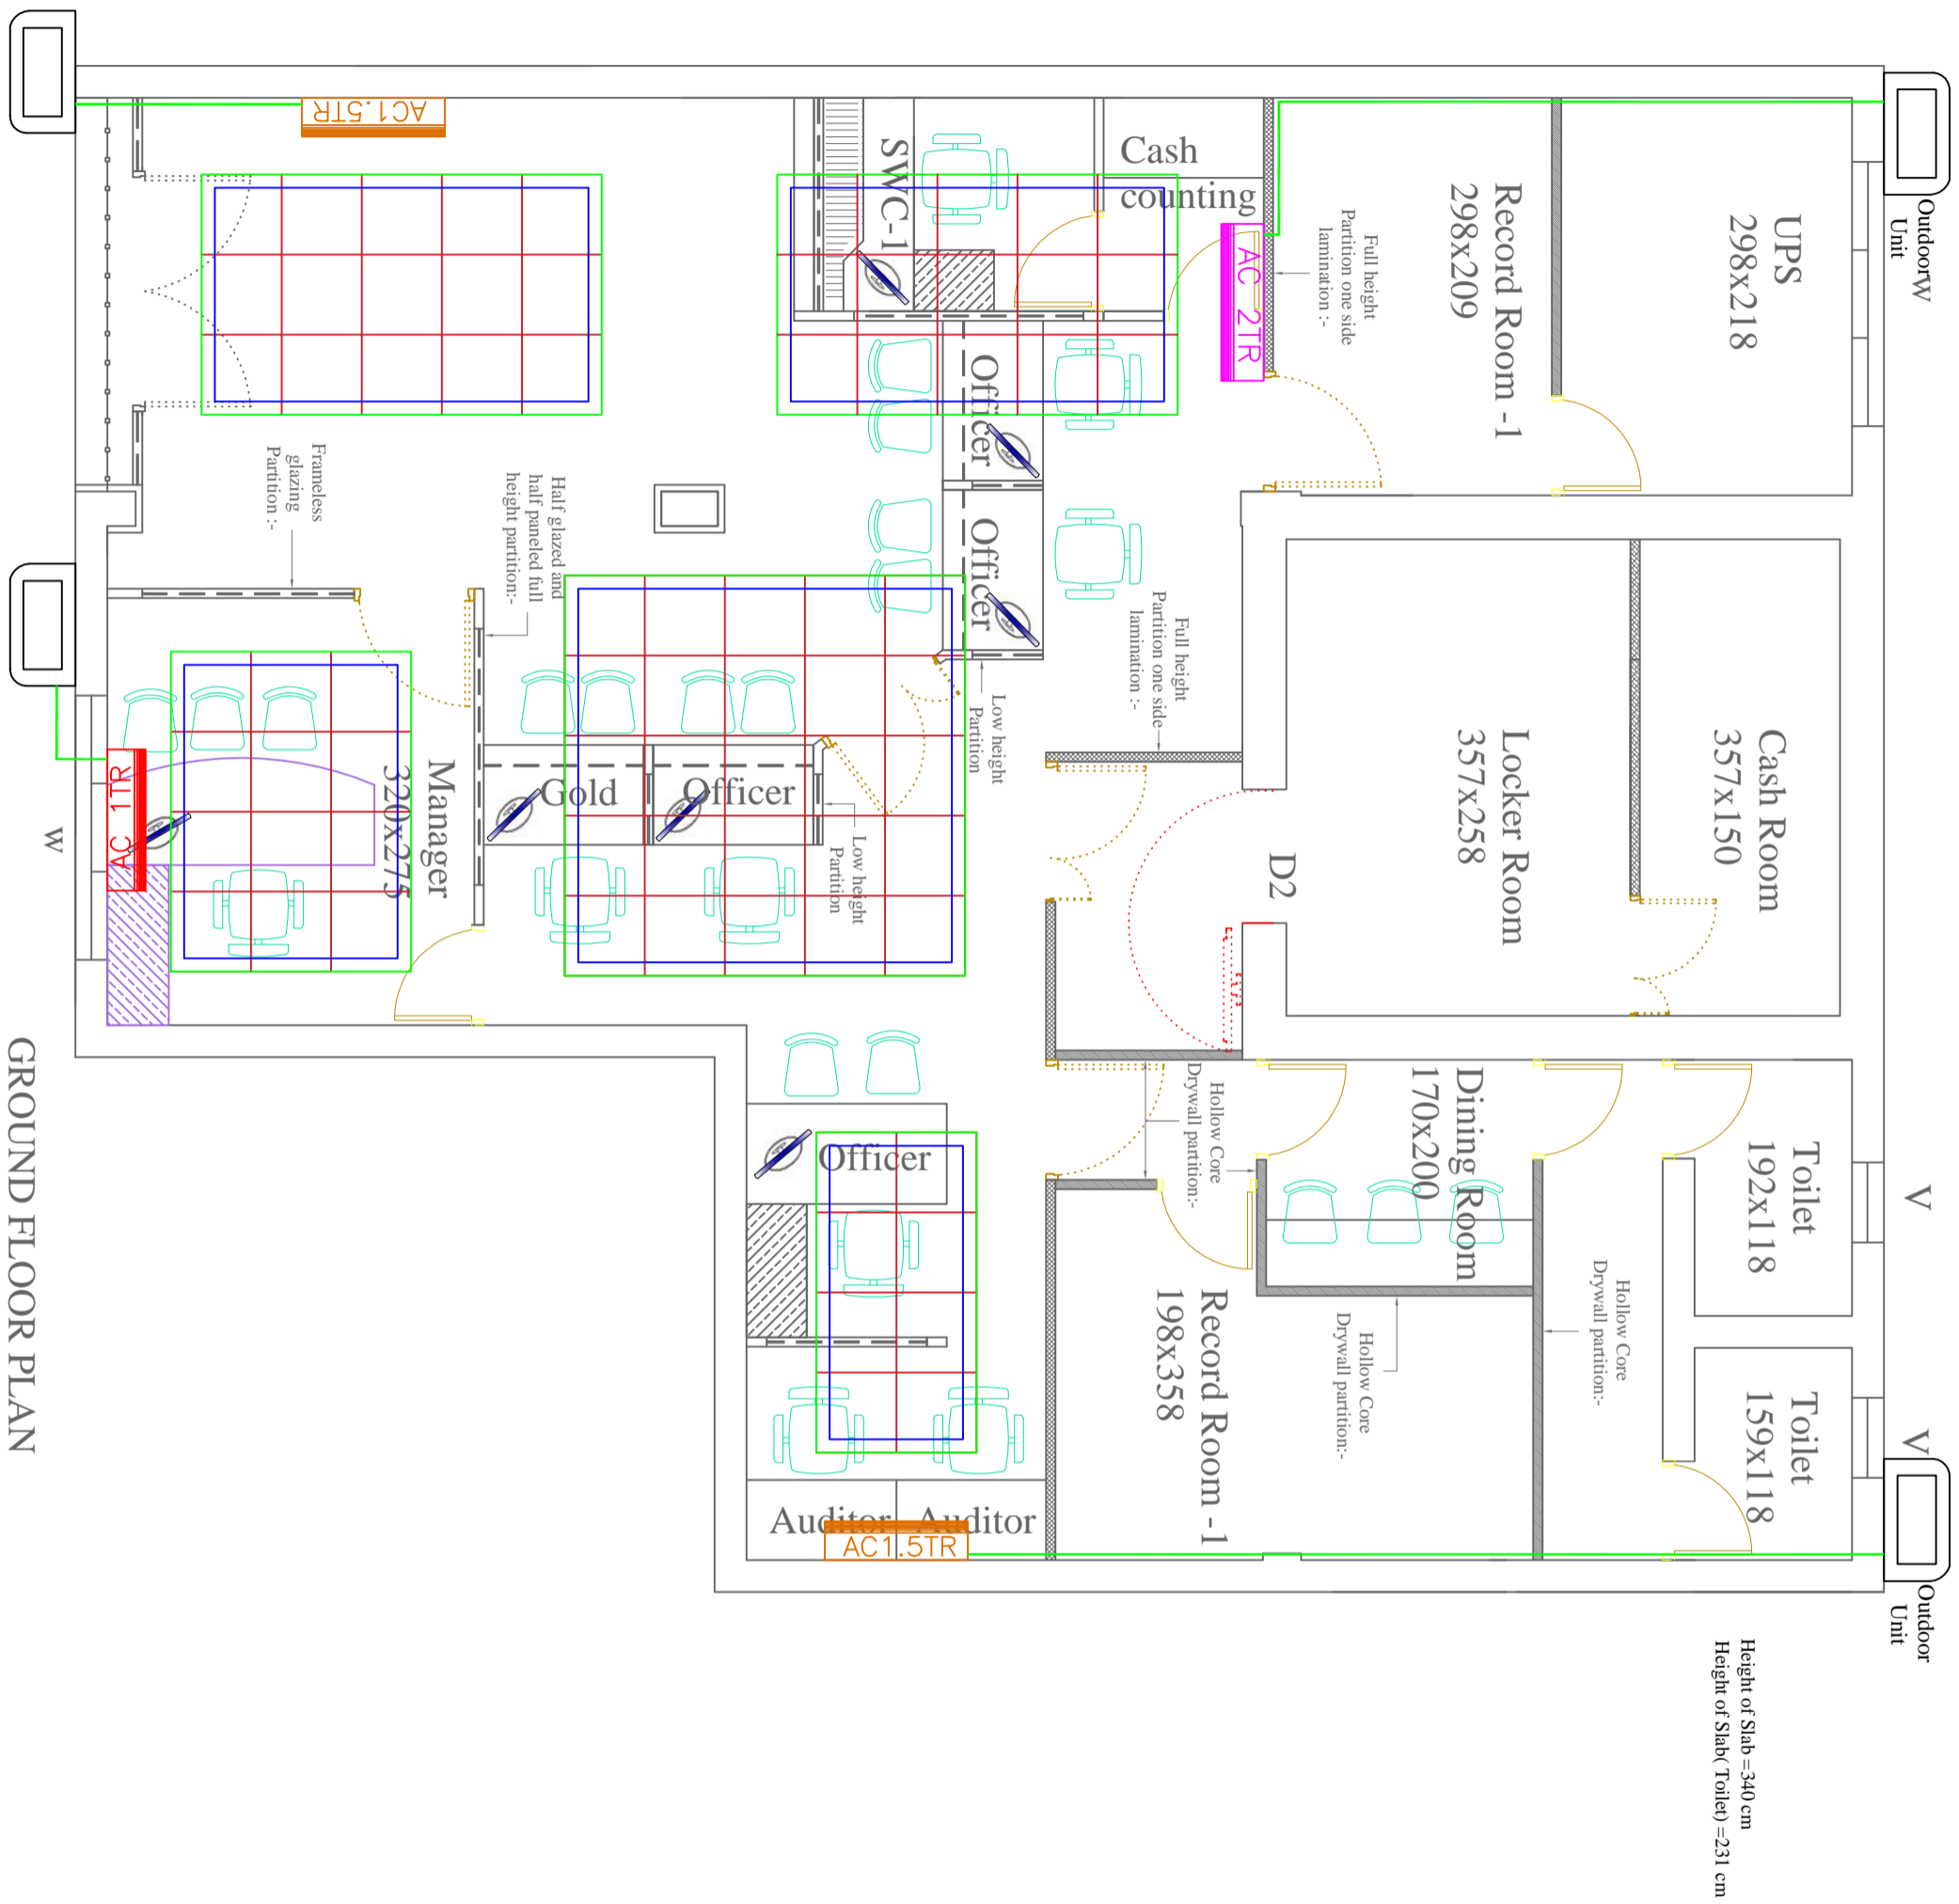 Outdoor
Unit
W
UPS
298x218
Record Room -1
298x209
Full height
Partition one side
lamination :-
Cash
counting
AC 2TR
SWC-1
AC1.5TR
Officer
Officer
Frameless
glazing
Partition :-
Half glazed and
half paneled full
height partition:-
Full height
Partition one side
lamination :-
Low height
Partition
Cash Room
357x150
Locker Room
357x258
D2
Manager
320x275
AC 1TR
W
Gold
Officer
Low height
Partition
Toilet
192x118
V
Dining Room
170x200
Hollow Core
Drywall partition:-
Officer
Hollow Core
Drywall partition:-
Hollow Core
Drywall partition:-
Record Room -1
198x358
Toilet
159x118
V
Auditor
Auditor
AC1.5TR
Outdoor
Unit
Height of Slab =340 cm
Height of Slab( Toilet) =231 cm
GROUND FLOOR PLAN